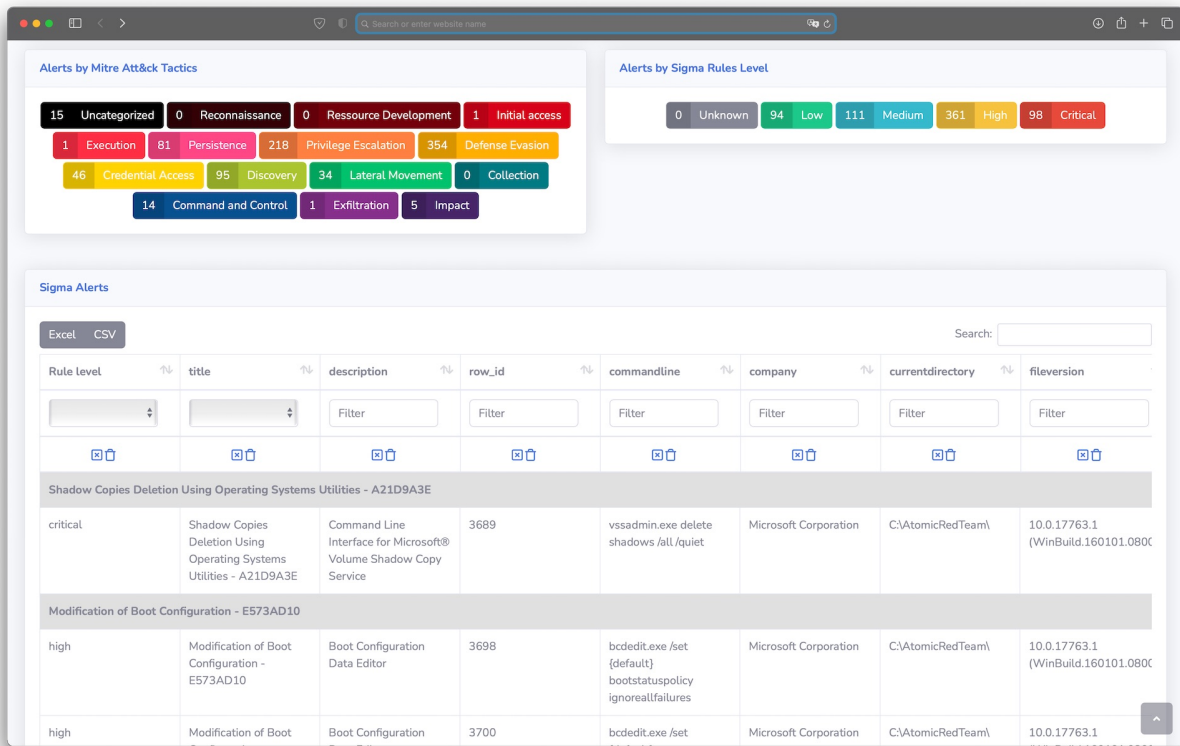 Search or enter website name
Alerts by Mitre Att&ck Tactics
15 Uncategorized 0 Reconnaissance 0 Ressource Development 1 Initial access
1 Execution 81 Persistence 218 Privilege Escalation 354 Defense Evasion
46 Credential Access 95 Discovery 34 Lateral Movement 0 Collection
14 Command and Control 1 Exfiltration 5 Impact
Alerts by Sigma Rules Level
0 Unknown 94 Low 111 Medium 361 High 98 Critical
Sigma Alerts
Excel CSV
Search:
Rule level title description row_id commandline company currentdirectory fileversion
Filter Filter Filter Filter Filter Filter
Shadow Copies Deletion Using Operating Systems Utilities - A21D9A3E
critical
Shadow Copies
Deletion Using
Operating Systems
Utilities - A21D9A3E
Command Line
Interface for Microsoft®
Volume Shadow Copy
Service
3689
vssadmin.exe delete
shadows /all /quiet
Microsoft Corporation
C:\AtomicRedTeam\
10.0.17763.1
(WinBuild.160101.0800
Modification of Boot Configuration - E573AD10
high
Modification of Boot
Configuration -
E573AD10
Boot Configuration
Data Editor
3698
bcdedit.exe /set
{default}
bootstatuspolicy
ignoreallfailures
Microsoft Corporation
C:\AtomicRedTeam\
10.0.17763.1
(WinBuild.160101.0800
high
Modification of Boot
Boot Configuration
3700
bcdedit.exe /set
Microsoft Corporation
C:\AtomicRedTeam\
10.0.17763.1